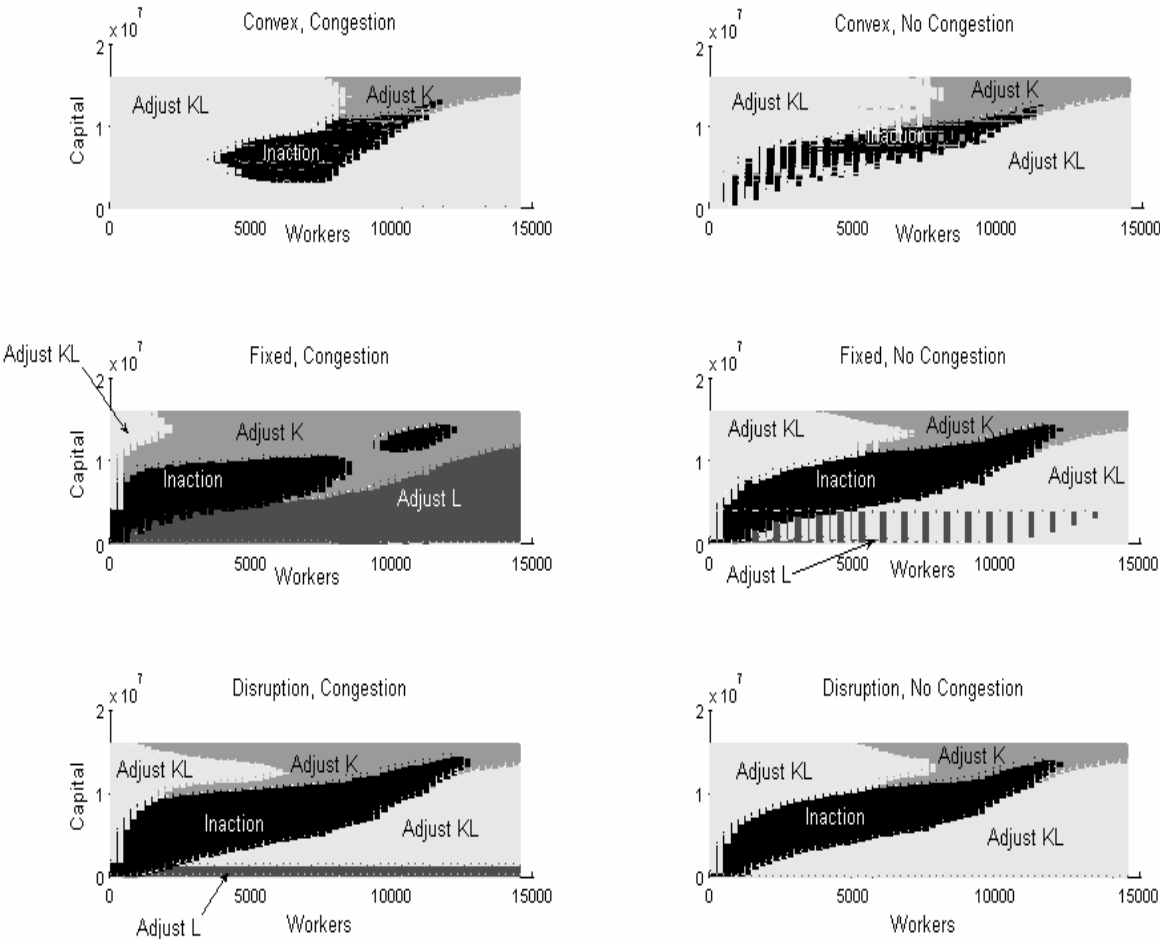 Convex, Congestion
x 10^7
2
Adjust KL
Adjust K
Capital
1
Inaction
0
0
5000
10000
15000
Workers
Convex, No Congestion
x 10^7
2
Adjust KL
Adjust K
1
Inaction
Adjust KL
0
0
5000
10000
15000
Workers
Adjust KL
Fixed, Congestion
x 10^7
2
Adjust K
Capital
1
Inaction
Adjust L
0
0
5000
10000
15000
Workers
Fixed, No Congestion
x 10^7
2
Adjust KL
Adjust K
1
Inaction
Adjust KL
0
0
5000
10000
15000
Adjust L
Workers
Disruption, Congestion
x 10^7
2
Adjust KL
Adjust K
Capital
1
Inaction
Adjust KL
0
0
5000
10000
15000
Adjust L
Workers
Disruption, No Congestion
x 10^7
2
Adjust KL
Adjust K
1
Inaction
Adjust KL
0
0
5000
10000
15000
Workers